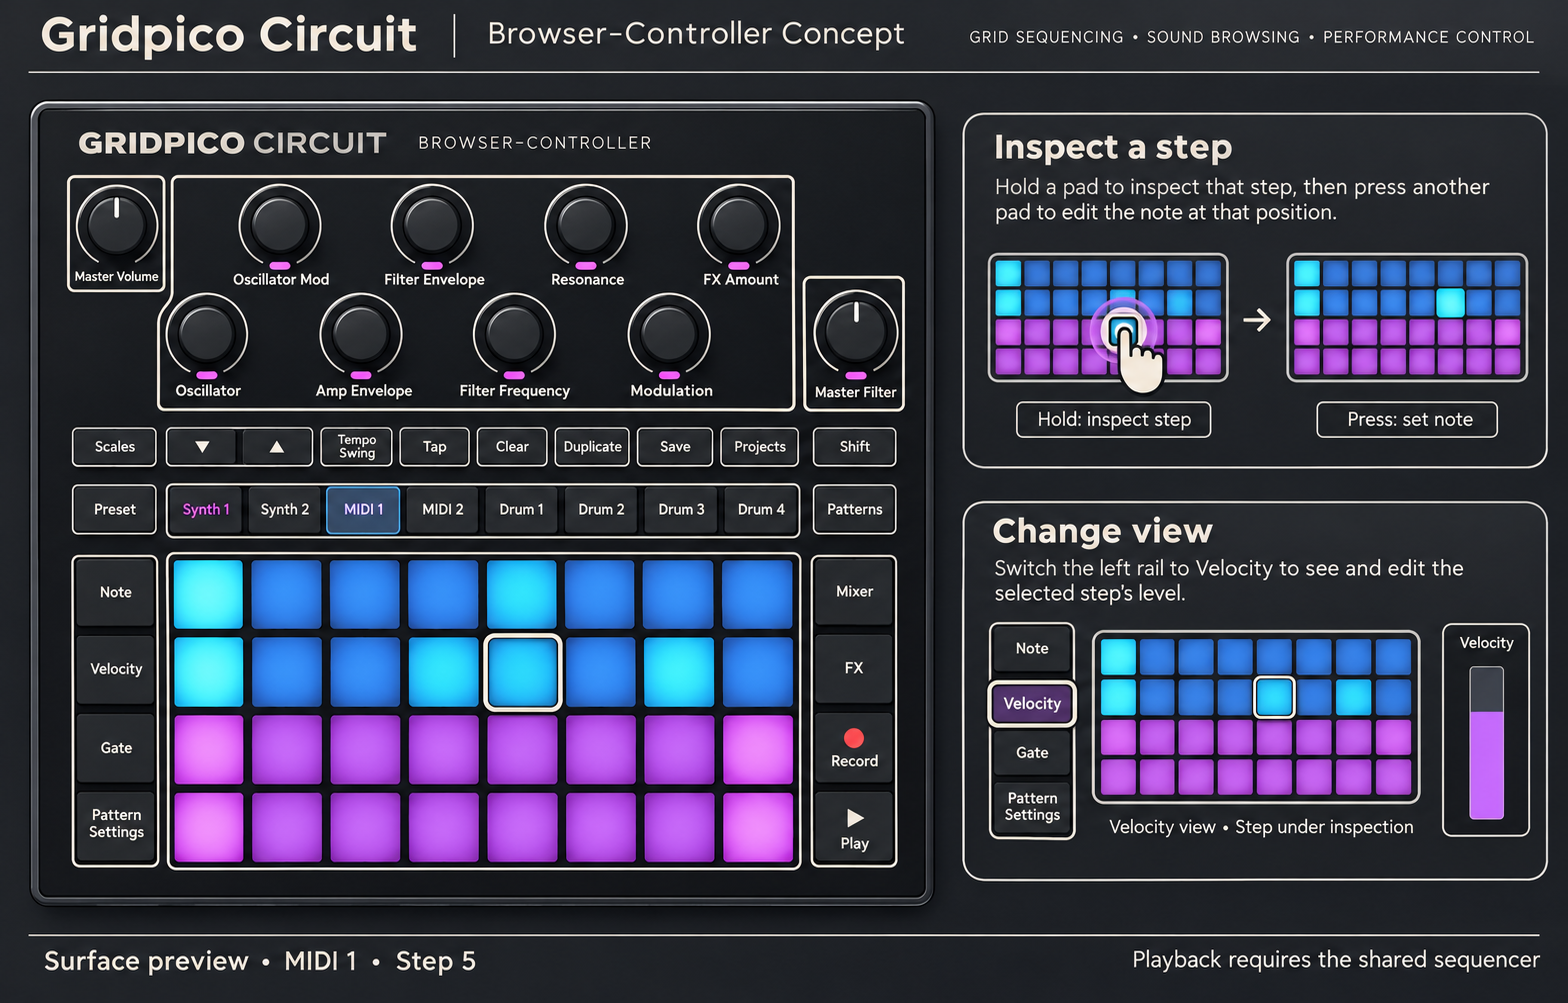 Gridpico Circuit
Browser-Controller Concept
GRID SEQUENCING • SOUND BROWSING • PERFORMANCE CONTROL
GRIDPICO CIRCUIT
BROWSER-CONTROLLER
Master Volume
Oscillator Mod
Filter Envelope
Resonance
FX Amount
Oscillator
Amp Envelope
Filter Frequency
Modulation
Master Filter
Scales
▼
▲
Tempo
Swing
Tap
Clear
Duplicate
Save
Projects
Shift
Preset
Synth 1
Synth 2
MIDI 1
MIDI 2
Drum 1
Drum 2
Drum 3
Drum 4
Patterns
Note
Velocity
Gate
Pattern
Settings
Mixer
FX
Record
Play
Inspect a step
Hold a pad to inspect that step, then press another
pad to edit the note at that position.
→
Hold: inspect step
Press: set note
Change view
Switch the left rail to Velocity to see and edit the
selected step's level.
Note
Velocity
Gate
Pattern
Settings
Velocity view • Step under inspection
Velocity
Surface preview • MIDI 1 • Step 5
Playback requires the shared sequencer